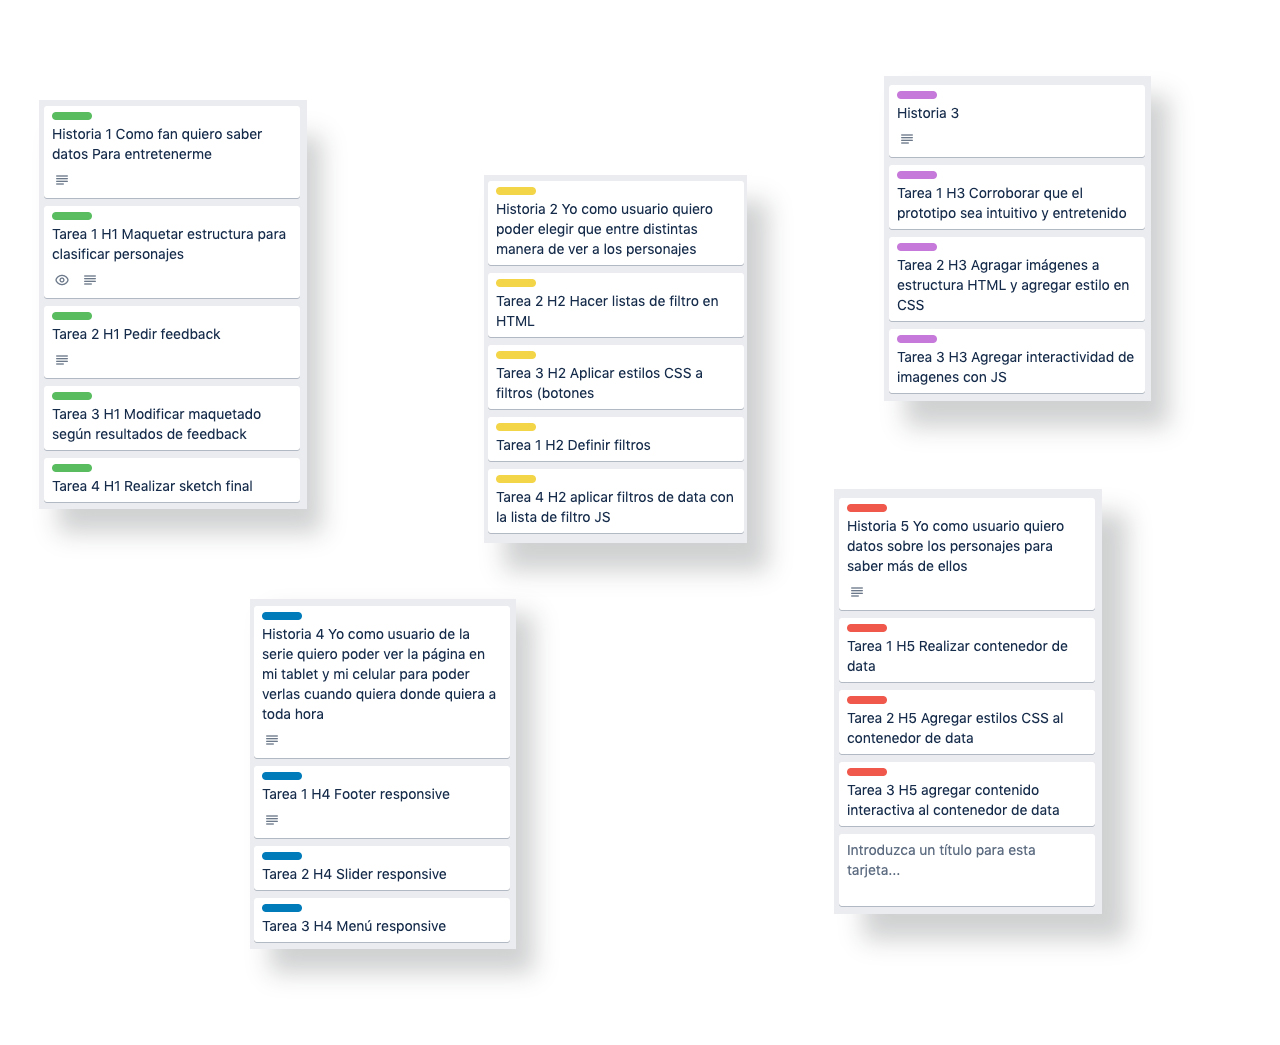 Historia 1 Como fan quiero saber
datos Para entretenerme
Tarea 1 H1 Maquetar estructura para
clasificar personajes
Tarea 2 H1 Pedir feedback
Tarea 3 H1 Modificar maquetado
según resultados de feedback
Tarea 4 H1 Realizar sketch final
Historia 2 Yo como usuario quiero
poder elegir que entre distintas
manera de ver a los personajes
Tarea 2 H2 Hacer listas de filtro en
HTML
Tarea 3 H2 Aplicar estilos CSS a
filtros (botones
Tarea 1 H2 Definir filtros
Tarea 4 H2 aplicar filtros de data con
la lista de filtro JS
Historia 3
Tarea 1 H3 Corroborar que el
prototipo sea intuitivo y entretenido
Tarea 2 H3 Agragar imágenes a
estructura HTML y agregar estilo en
CSS
Tarea 3 H3 Agregar interactividad de
imagenes con JS
Historia 4 Yo como usuario de la
serie quiero poder ver la página en
mi tablet y mi celular para poder
verlas cuando quiera donde quiera a
toda hora
Tarea 1 H4 Footer responsive
Tarea 2 H4 Slider responsive
Tarea 3 H4 Menú responsive
Historia 5 Yo como usuario quiero
datos sobre los personajes para
saber más de ellos
Tarea 1 H5 Realizar contenedor de
data
Tarea 2 H5 Agregar estilos CSS al
contenedor de data
Tarea 3 H5 agregar contenido
interactiva al contenedor de data
Introduzca un título para esta
tarjeta...